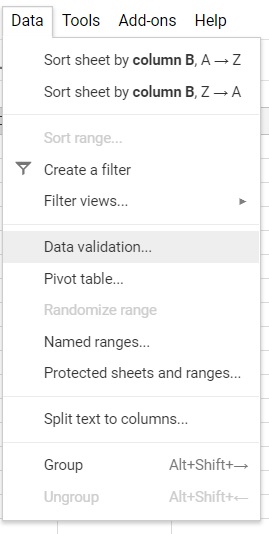 Data Tools Add-ons Help
Sort sheet by column B, A → Z
Sort sheet by column B, Z → A
Sort range...
Create a filter
Filter views... ►
Data validation...
Pivot table...
Randomize range
Named ranges...
Protected sheets and ranges...
Split text to columns...
Group Alt+Shift+→
Ungroup Alt+Shift+←